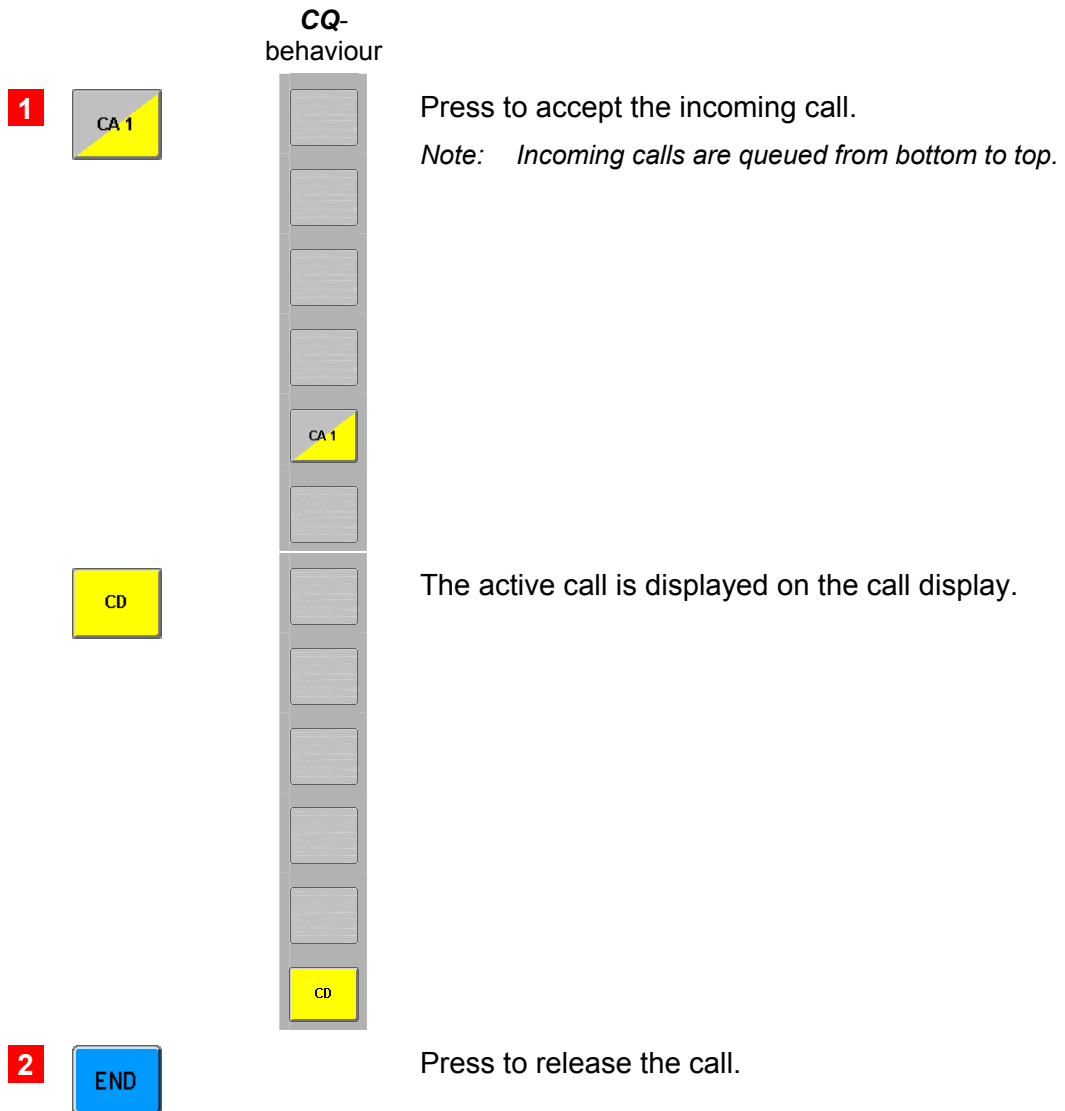 CQ-
behaviour
1
CA 1
Press to accept the incoming call.
Note: Incoming calls are queued from bottom to top.
CA 1
CD
The active call is displayed on the call display.
CD
2
END
Press to release the call.